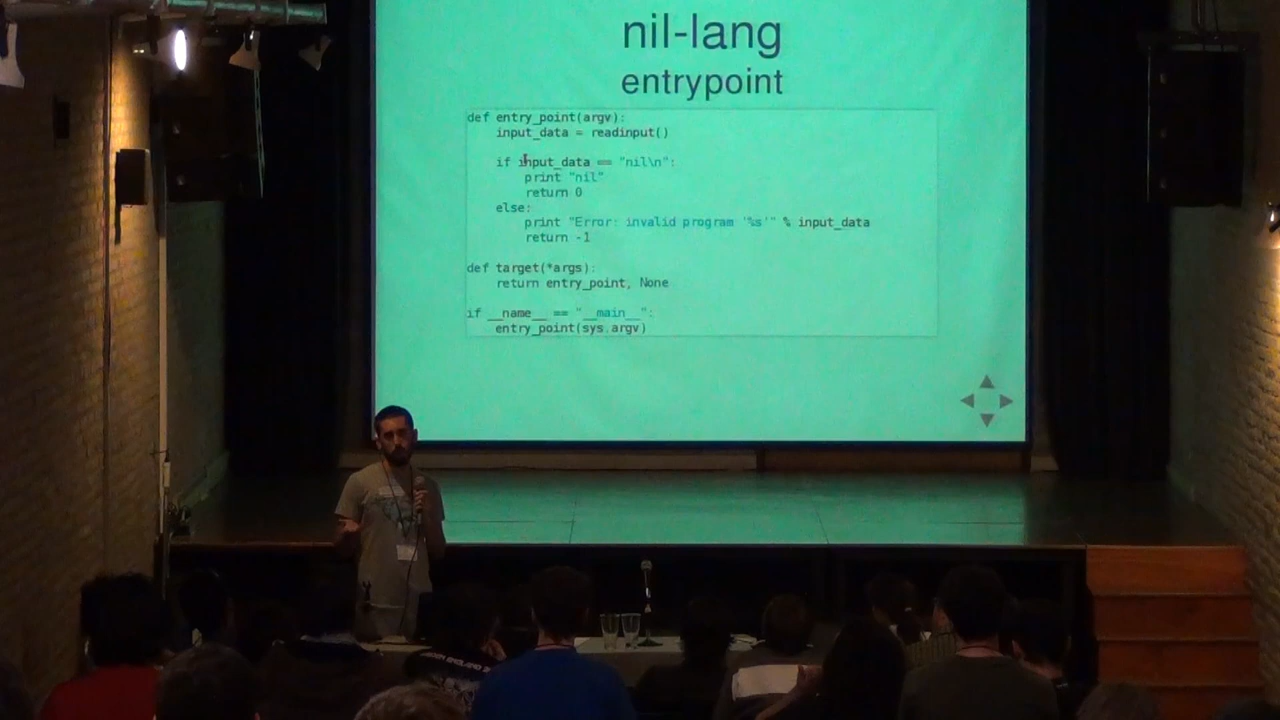 nil-lang
entrypoint
def entry_point(argv):
    input_data = readinput()
    if input_data == "nil\n":
        print "nil"
        return 0
    else:
        print "Error: invalid program '%s'" % input_data
        return -1
def target(*args):
    return entry_point, None
if __name__ == "__main__":
    entry_point(sys.argv)